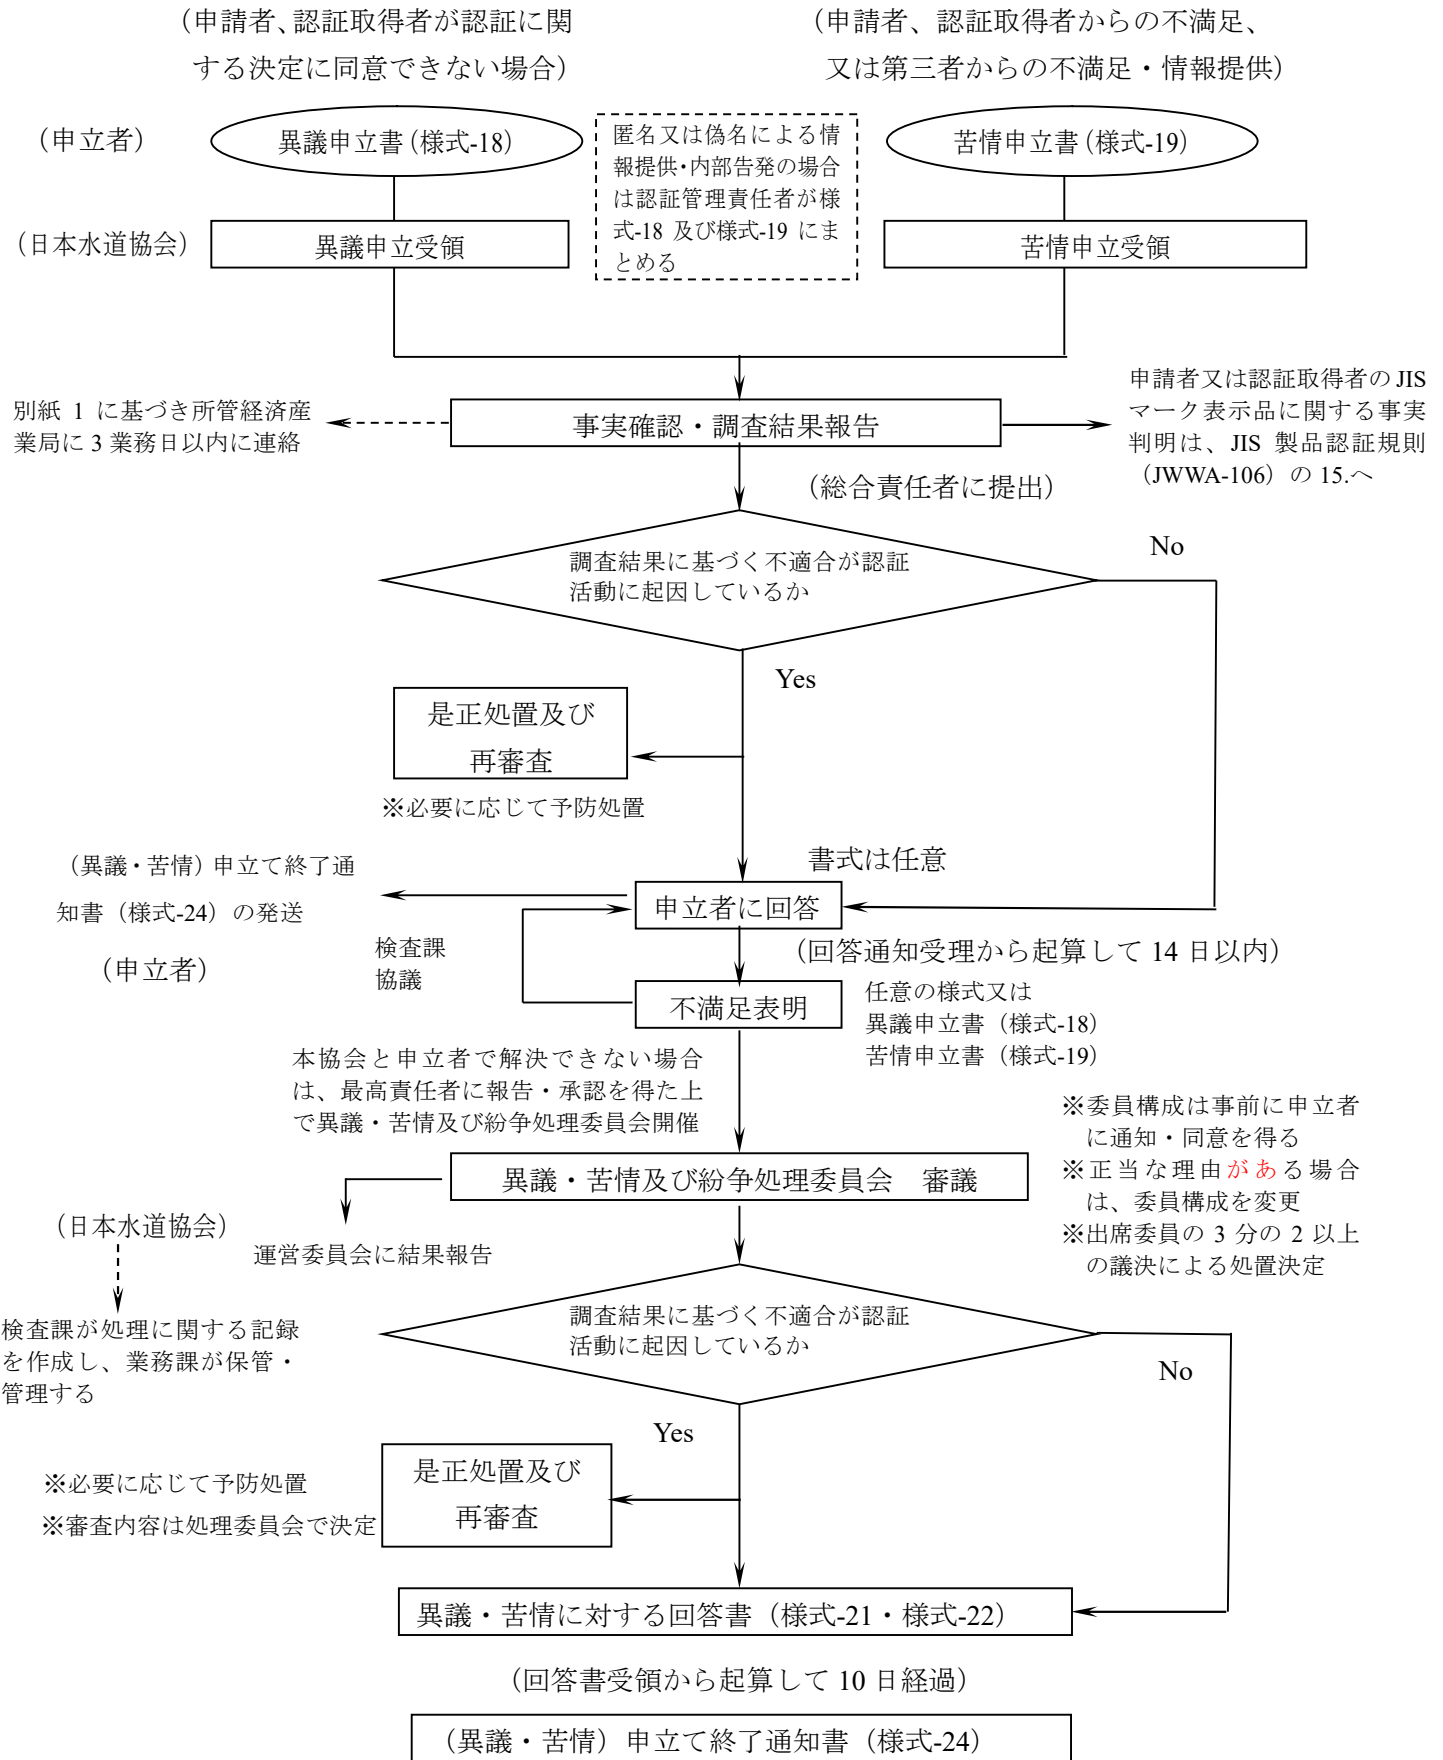 （申請者、認証取得者が認証に関
する決定に同意できない場合）
（申請者、認証取得者からの不満足、
又は第三者からの不満足・情報提供）
（申立者）
異議申立書（様式-18）
匿名又は偽名による情
報提供・内部告発の場合
は認証管理責任者が様
式-18 及び様式-19 にま
とめる
苦情申立書（様式-19）
（日本水道協会）
異議申立受領
苦情申立受領
別紙 1 に基づき所管経済産
業局に 3 業務日以内に連絡
事実確認・調査結果報告
申請者又は認証取得者の JIS
マーク表示品に関する事実
判明は、JIS 製品認証規則
（JWWA-106）の 15.へ
（総合責任者に提出）
調査結果に基づく不適合が認証
活動に起因しているか
No
Yes
是正処置及び
再審査
※必要に応じて予防処置
書式は任意
（異議・苦情）申立て終了通
知書（様式-24）の発送
申立者に回答
（回答通知受理から起算して 14 日以内）
検査課
協議
（申立者）
不満足表明
任意の様式又は
異議申立書（様式-18）
苦情申立書（様式-19）
本協会と申立者で解決できない場合
は、最高責任者に報告・承認を得た上
で異議・苦情及び紛争処理委員会開催
※委員構成は事前に申立者
に通知・同意を得る
※正当な理由がある場合
は、委員構成を変更
※出席委員の 3 分の 2 以上
の議決による処置決定
異議・苦情及び紛争処理委員会　審議
（日本水道協会）
運営委員会に結果報告
検査課が処理に関する記録
を作成し、業務課が保管・
管理する
調査結果に基づく不適合が認証
活動に起因しているか
No
Yes
是正処置及び
再審査
※必要に応じて予防処置
※審査内容は処理委員会で決定
異議・苦情に対する回答書（様式-21・様式-22）
（回答書受領から起算して 10 日経過）
（異議・苦情）申立て終了通知書（様式-24）